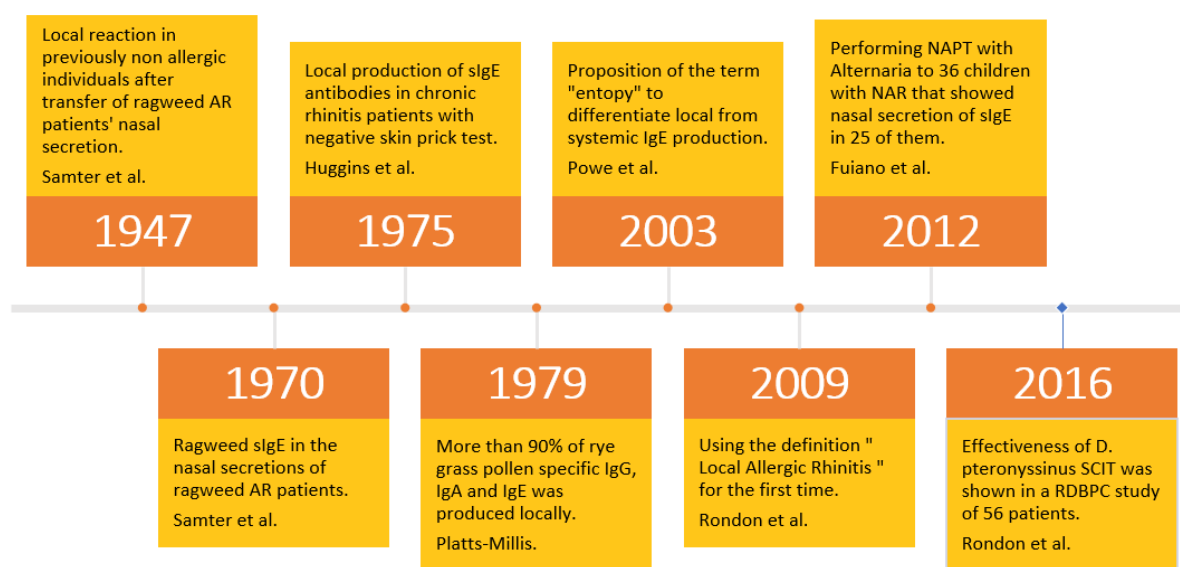 Local reaction in
previously non allergic
individuals after
transfer of ragweed AR
patients' nasal
secretion.
Samter et al.
1947
Local production of sIgE
antibodies in chronic
rhinitis patients with
negative skin prick test.
Huggins et al.
1975
Proposition of the term
"entopy" to
differentiate local from
systemic IgE production.
Powe et al.
2003
Performing NAPT with
Alternaria to 36 children
with NAR that showed
nasal secretion of sIgE
in 25 of them.
Fuiano et al.
2012
1970
Ragweed sIgE in the
nasal secretions of
ragweed AR patients.
Samter et al.
1979
More than 90% of rye
grass pollen specific IgG,
IgA and IgE was
produced locally.
Platts-Millis.
2009
Using the definition "
Local Allergic Rhinitis "
for the first time.
Rondon et al.
2016
Effectiveness of D.
pteronyssinus SCIT was
shown in a RDBPC study
of 56 patients.
Rondon et al.